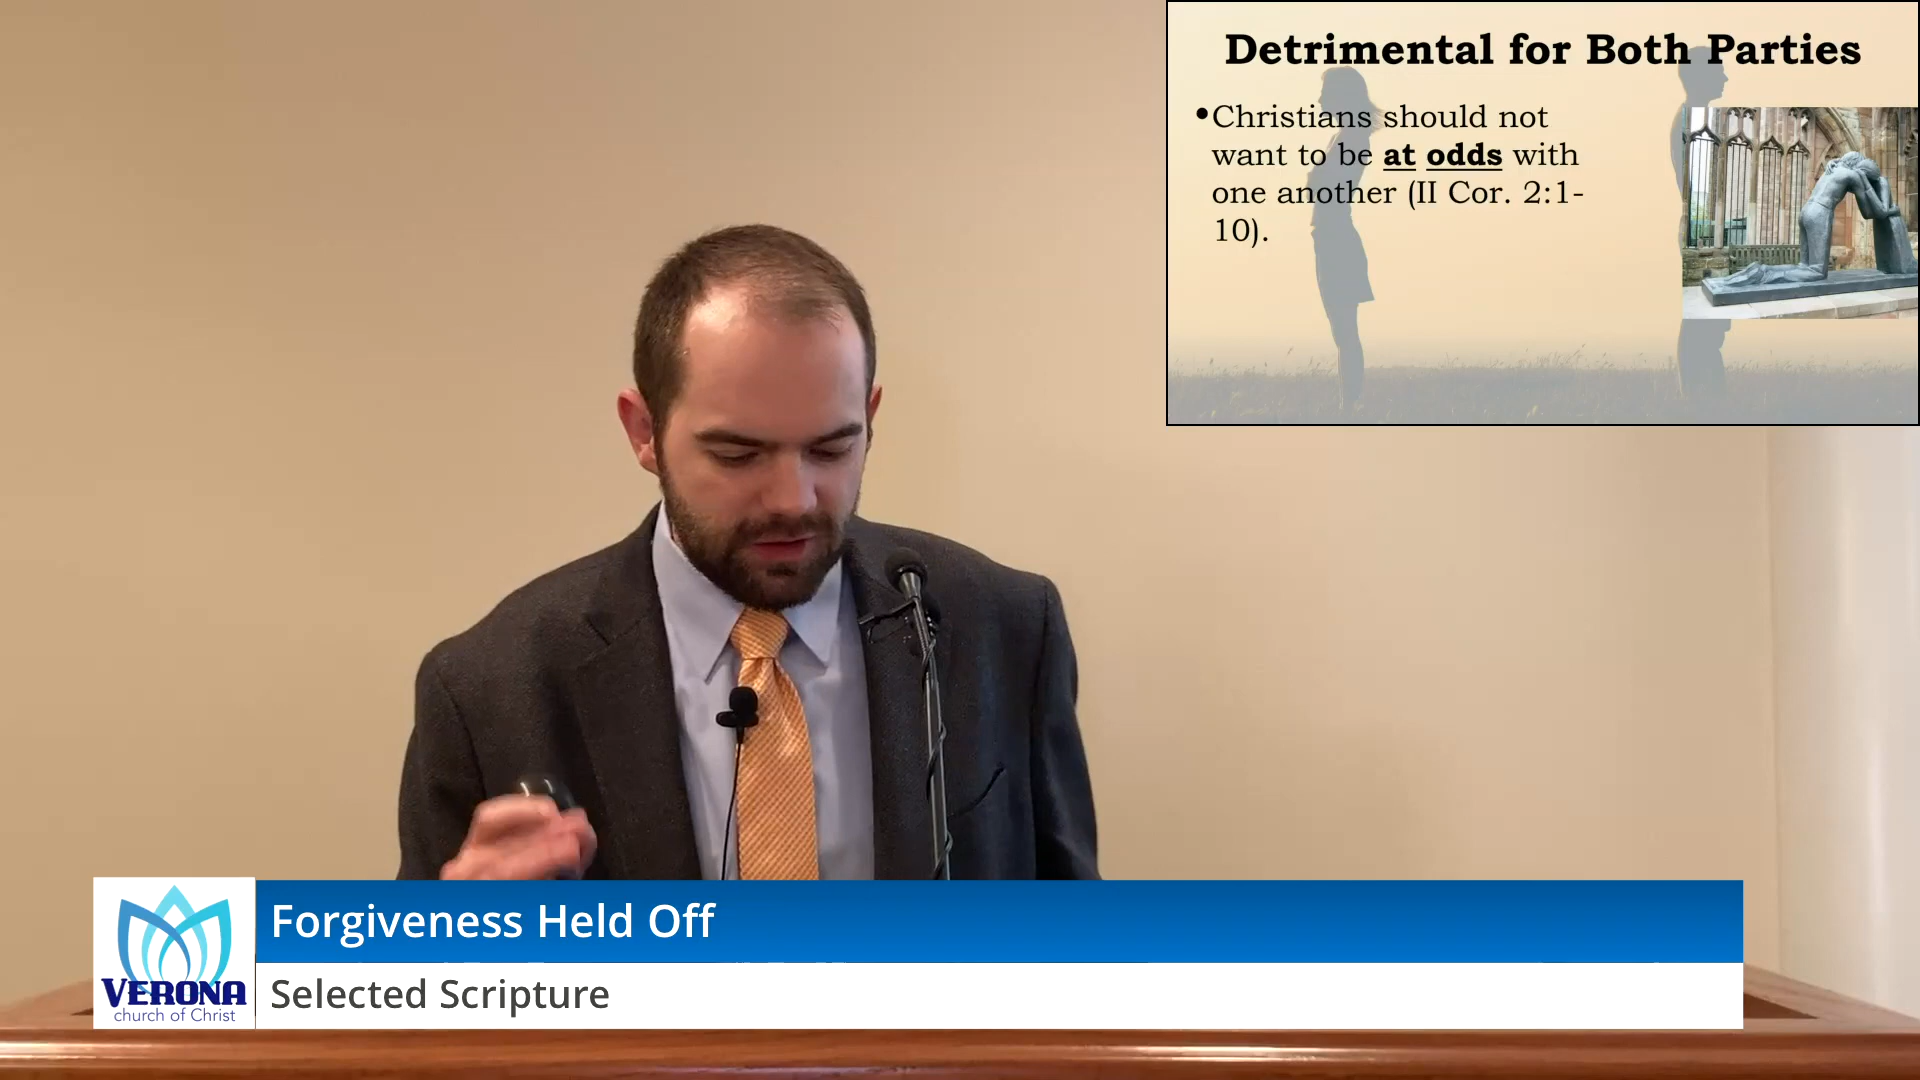 Detrimental for Both Parties
•Christians should not
want to be at odds with
one another (II Cor. 2:1-
10).
Forgiveness Held Off
Selected Scripture
VERONA
church of Christ